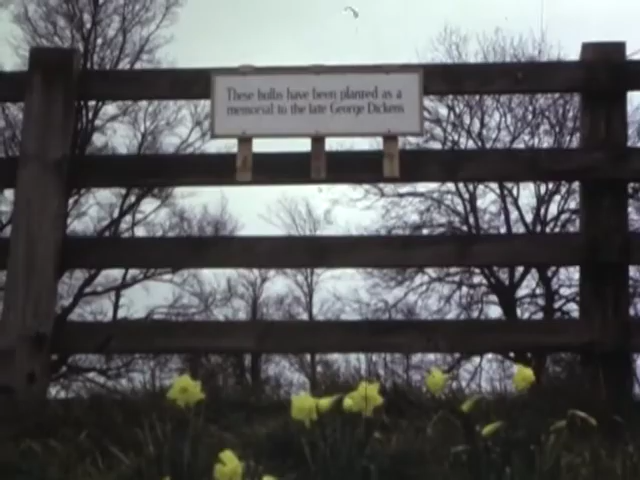 These bulbs have been planted as a
memorial to the late George Dickens